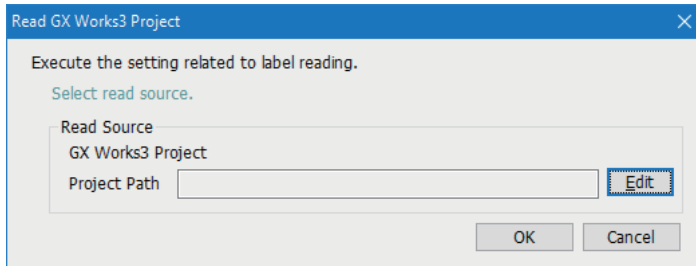 Read GX Works3 Project
Execute the setting related to label reading.
Select read source.
Read Source
GX Works3 Project
Project Path
Edit
OK Cancel